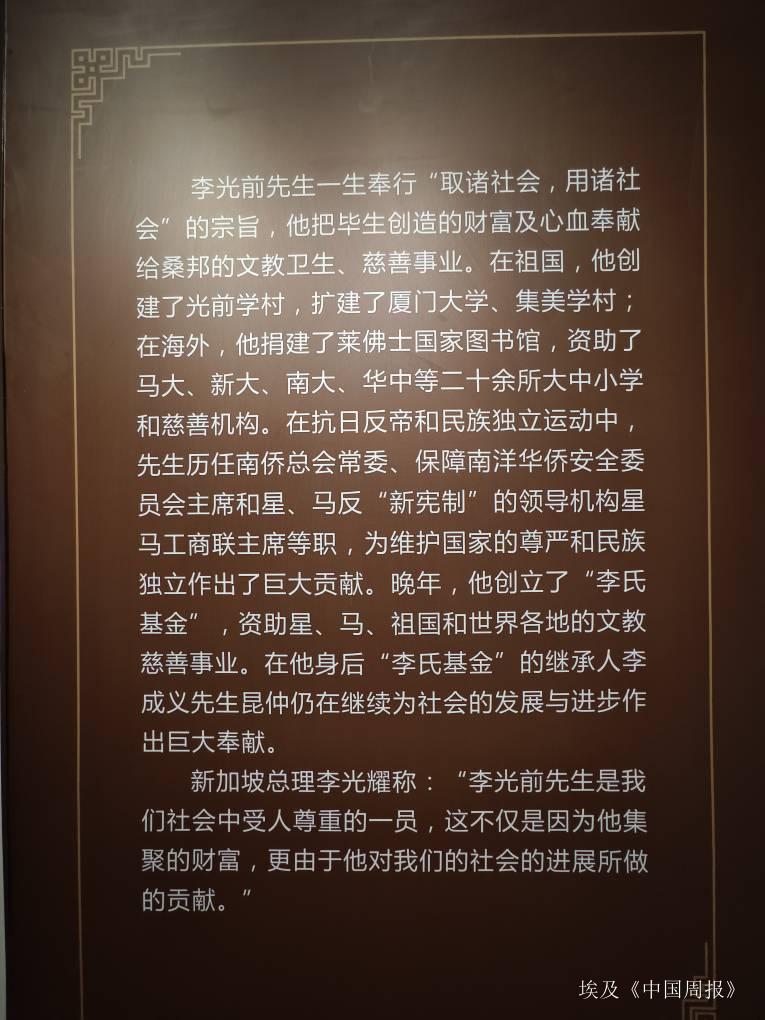 李光前先生一生奉行“取诸社会，用诸社
会”的宗旨，他把毕生创造的财富及心血奉献
给桑邦的文教卫生、慈善事业。在祖国，他创
建了光前学村，扩建了厦门大学、集美学村；
在海外，他捐建了莱佛士国家图书馆，资助了
马大、新大、南大、华中等二十余所大中小学
和慈善机构。在抗日反帝和民族独立运动中，
先生历任南侨总会常委、保障南洋华侨安全委
员会主席和星、马反“新宪制”的领导机构星
马工商联主席等职，为维护国家的尊严和民族
独立作出了巨大贡献。晚年，他创立了“李氏
基金”，资助星、马、祖国和世界各地的文教
慈善事业。在他身后“李氏基金”的继承人李
成义先生昆仲仍在继续为社会的发展与进步作
出巨大奉献。
新加坡总理李光耀称：“李光前先生是我
们社会中受人尊重的一员，这不仅是因为他集
聚的财富，更由于他对我们的社会的进展所做
的贡献。”
埃及《中国周报》